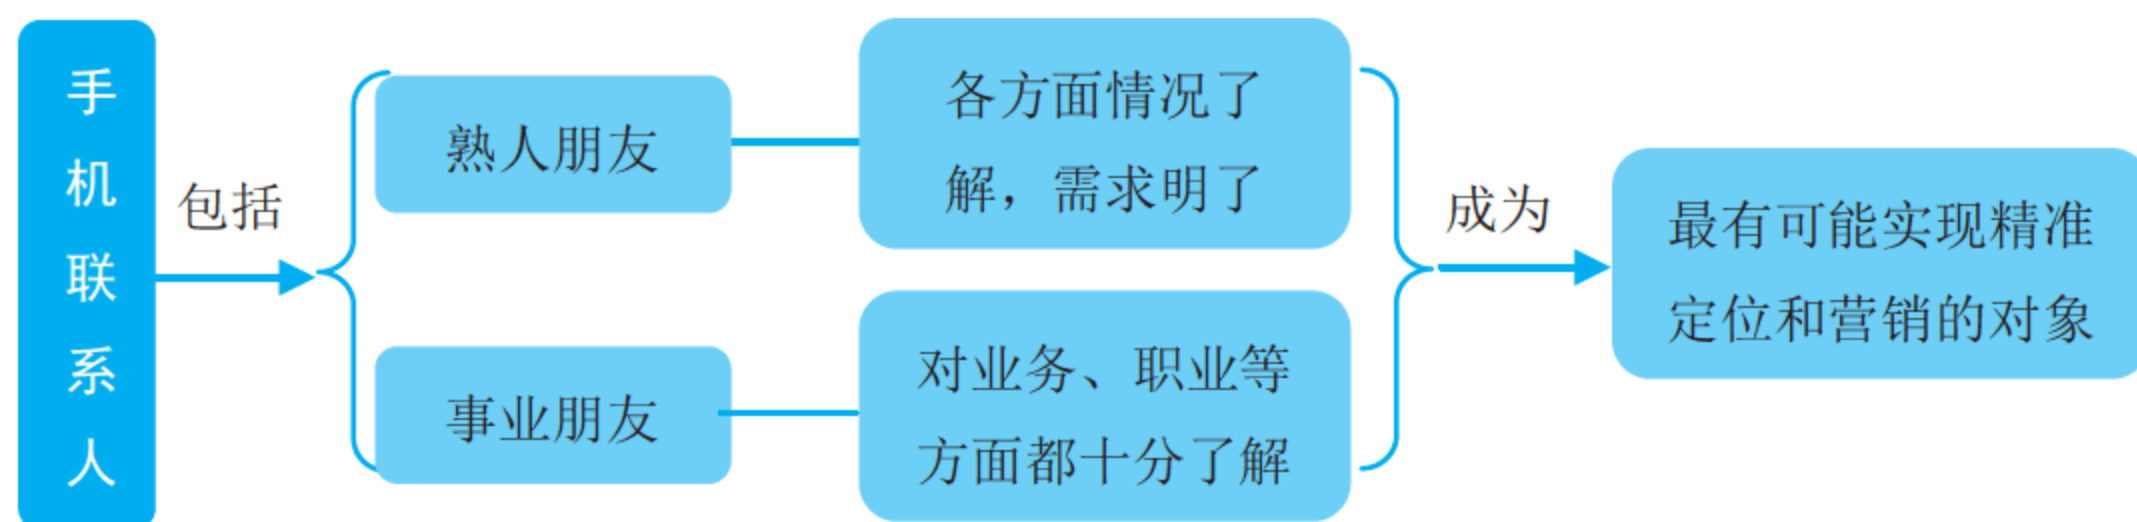 手机联系人
包括
熟人朋友
各方面情况了
解，需求明了
事业朋友
对业务、职业等
方面都十分了解
成为
最有可能实现精准
定位和营销的对象